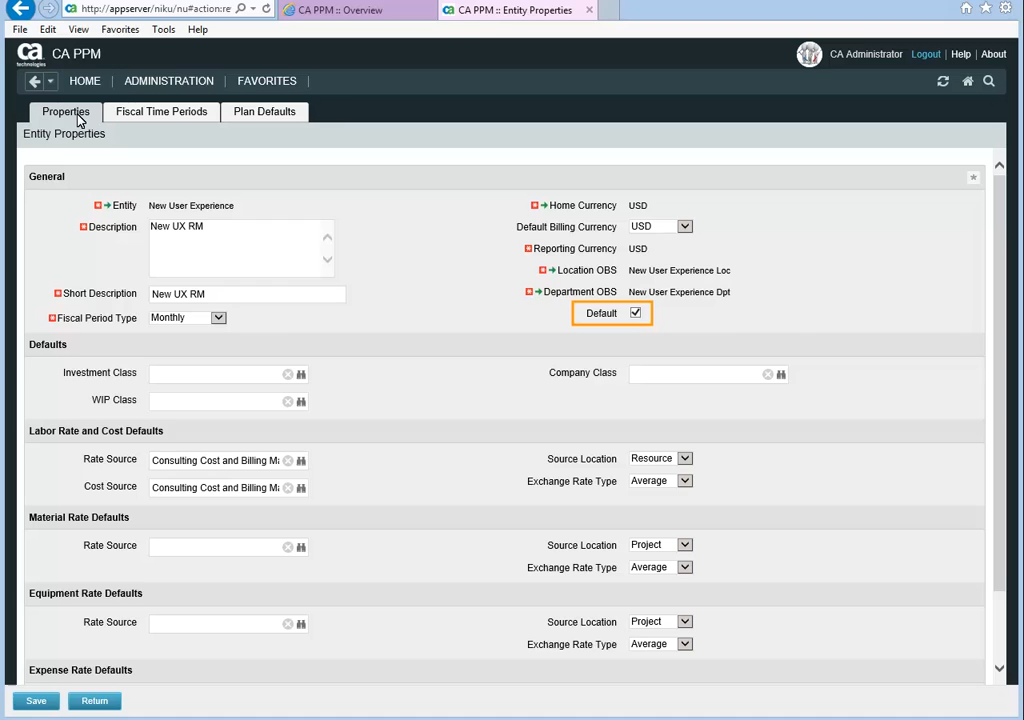 http://appserver/niku/nu#action:re
CA PPM :: Overview
CA PPM :: Entity Properties
File Edit View Favorites Tools Help
ca technologies CA PPM
CA Administrator Logout | Help | About
HOME | ADMINISTRATION | FAVORITES |
Properties Fiscal Time Periods Plan Defaults
Entity Properties
General
Entity New User Experience Home Currency USD
Description New UX RM Default Billing Currency USD
Reporting Currency USD
Location OBS New User Experience Loc
Short Description New UX RM Department OBS New User Experience Dpt
Fiscal Period Type Monthly Default
Defaults
Investment Class Company Class
WIP Class
Labor Rate and Cost Defaults
Rate Source Consulting Cost and Billing Ma Source Location Resource
Cost Source Consulting Cost and Billing Ma Exchange Rate Type Average
Material Rate Defaults
Rate Source Source Location Project
Exchange Rate Type Average
Equipment Rate Defaults
Rate Source Source Location Project
Exchange Rate Type Average
Expense Rate Defaults
Save Return